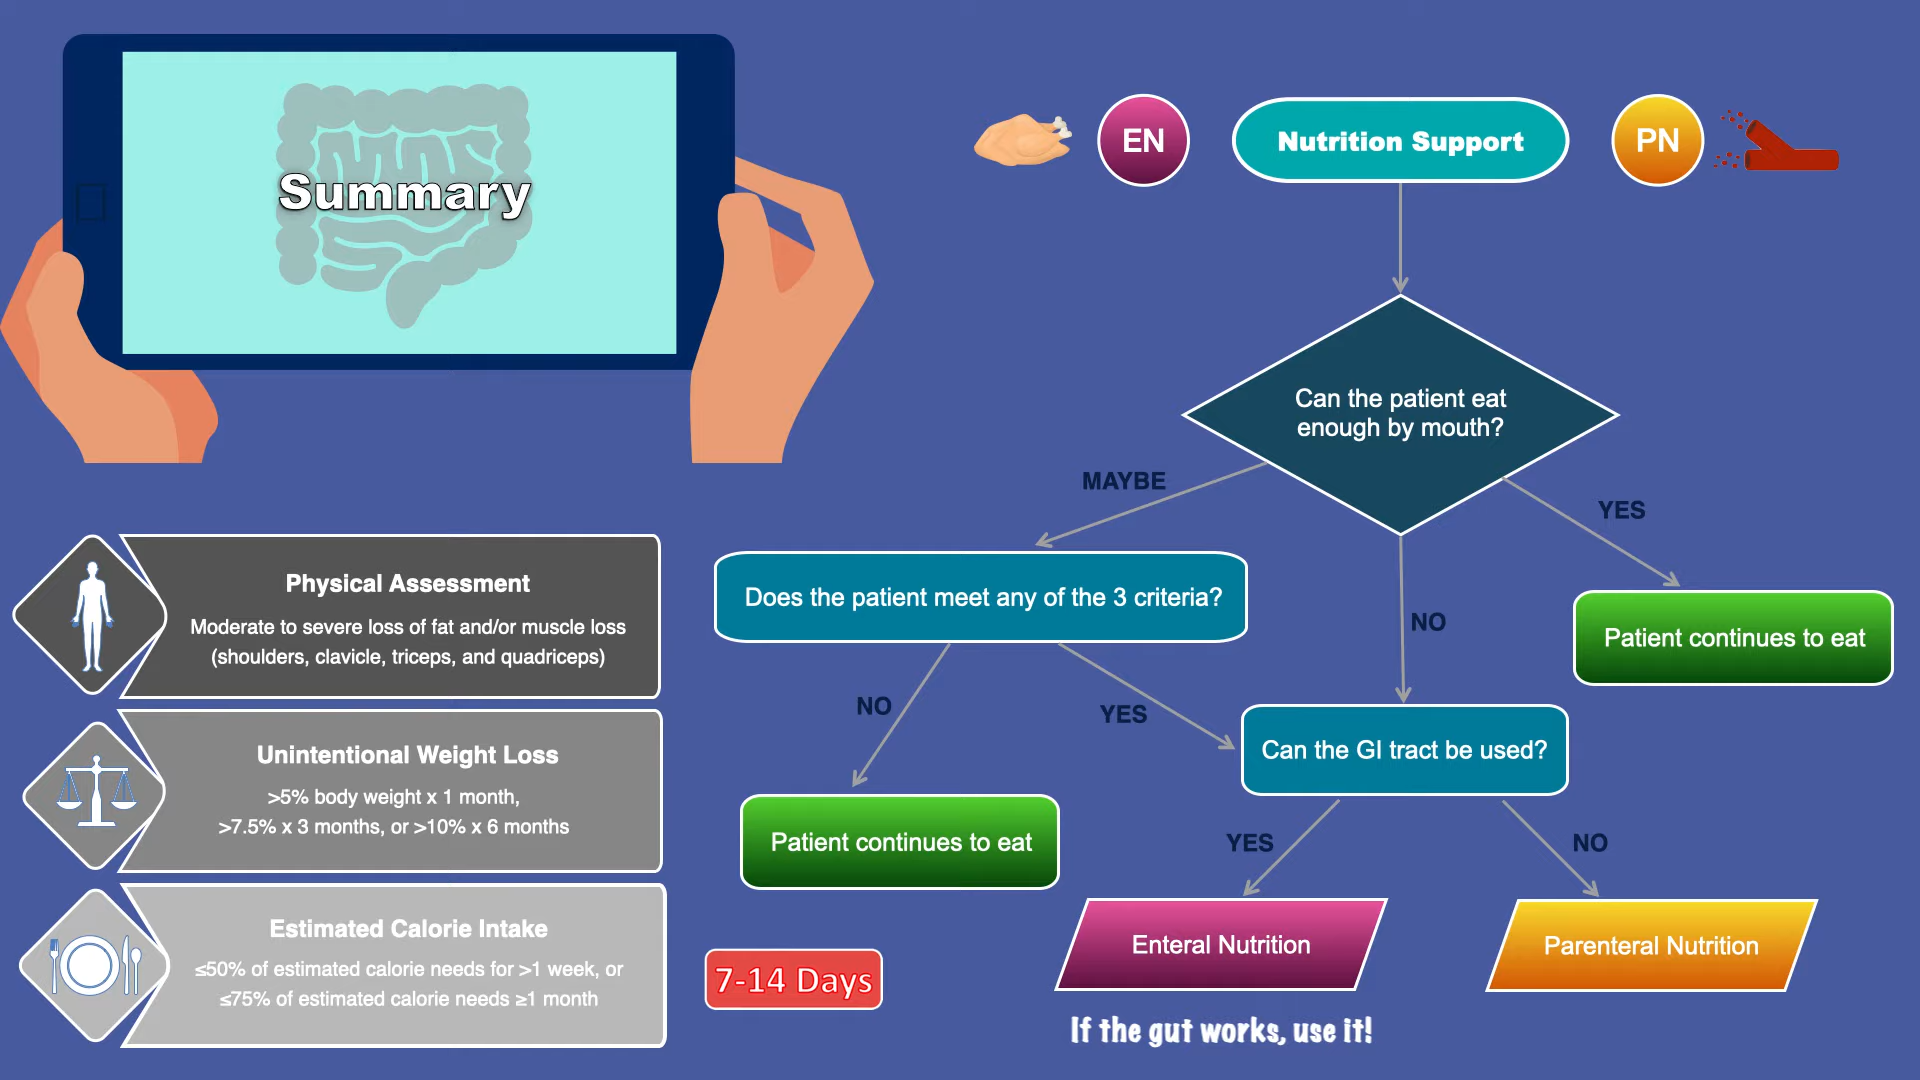 Summary
EN
Nutrition Support
PN
Can the patient eat
enough by mouth?
MAYBE
YES
NO
Does the patient meet any of the 3 criteria?
Patient continues to eat
NO
YES
Can the GI tract be used?
Patient continues to eat
YES
NO
Enteral Nutrition
Parenteral Nutrition
If the gut works, use it!
7-14 Days
Physical Assessment
Moderate to severe loss of fat and/or muscle loss
(shoulders, clavicle, triceps, and quadriceps)
Unintentional Weight Loss
>5% body weight x 1 month,
>7.5% x 3 months, or >10% x 6 months
Estimated Calorie Intake
≤50% of estimated calorie needs for >1 week, or
≤75% of estimated calorie needs ≥1 month